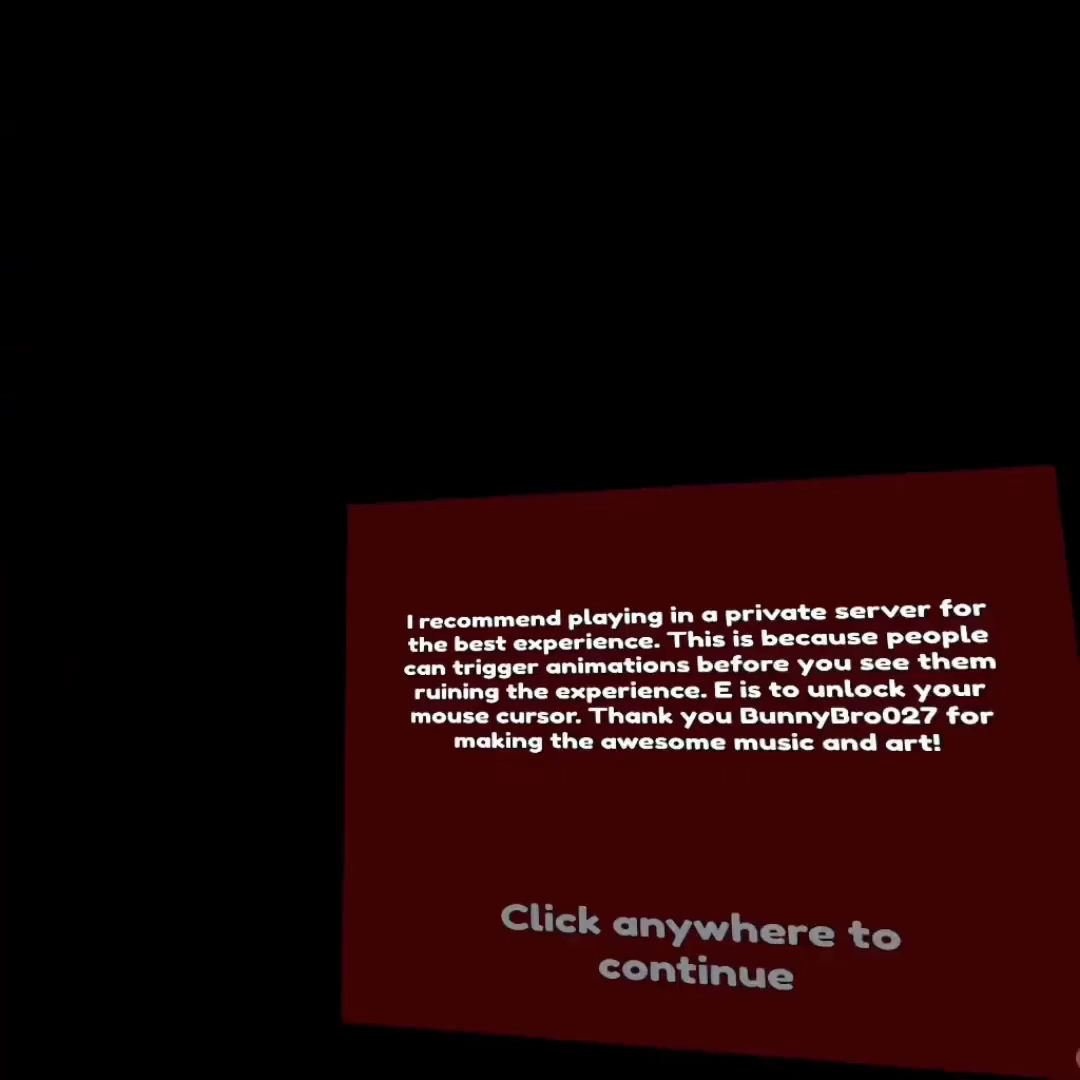 I recommend playing in a private server for
the best experience. This is because people
can trigger animations before you see them
ruining the experience. E is to unlock your
mouse cursor. Thank you BunnyBro027 for
making the awesome music and art!
Click anywhere to
continue